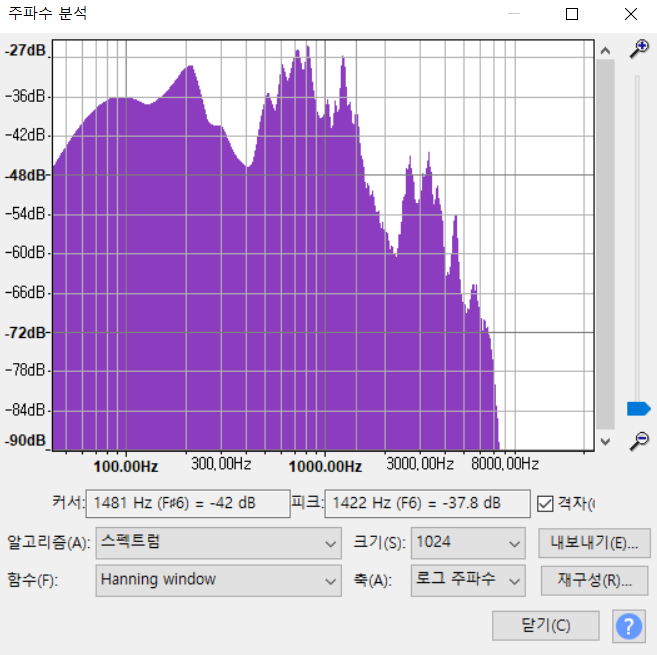 주파수 분석
-27dB
-36dB
-42dB
-48dB
-54dB
-60dB
-66dB
-72dB
-78dB
-84dB
-90dB
100.00Hz 300.00Hz 1000.00Hz 3000.00Hz 8000.00Hz
커서: 1481 Hz (F♯6) = -42 dB 피크: 1422 Hz (F6) = -37.8 dB 격자(
알고리즘(A): 스펙트럼 크기(S): 1024 내보내기(E)...
함수(F): Hanning window 축(A): 로그 주파수 재구성(R)...
닫기(C) ?